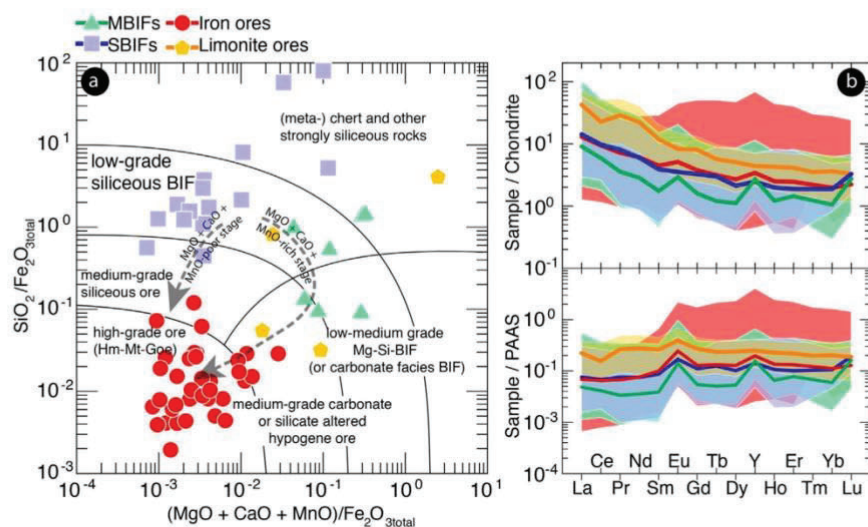 MBIFs
Iron ores
SBIFs
Limonite ores
a
10²
10¹
10⁰
10⁻¹
10⁻²
10⁻³
SiO₂/Fe₂O₃total
(meta-) chert and other
strongly siliceous rocks
low-grade
siliceous BIF
MgO + CaO +
MnO-poor stage
MgO + CaO +
MnO-rich stage
medium-grade
siliceous ore
high-grade ore
(Hm-Mt-Goe)
low-medium grade
Mg-Si-BIF
(or carbonate facies BIF)
medium-grade carbonate
or silicate altered
hypogene ore
10⁻⁴ 10⁻³ 10⁻² 10⁻¹ 10⁰ 10¹
(MgO + CaO + MnO)/Fe₂O₃total
b
Sample / Chondrite
10²
10¹
10⁰
10⁻¹
Sample / PAAS
10⁰
10⁻¹
10⁻²
10⁻⁴
Ce Nd Eu Tb Y Er Yb
La Pr Sm Gd Dy Ho Tm Lu